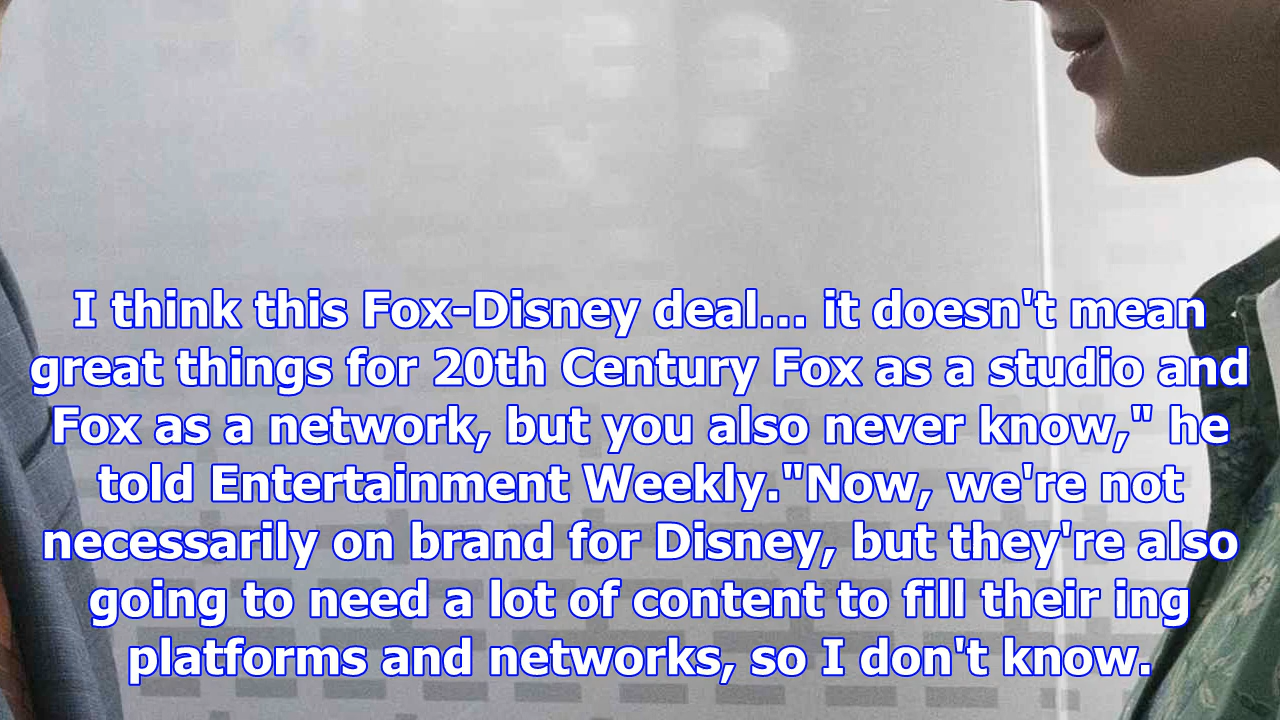 I think this Fox-Disney deal... it doesn't mean
great things for 20th Century Fox as a studio and
Fox as a network, but you also never know," he
told Entertainment Weekly."Now, we're not
necessarily on brand for Disney, but they're also
going to need a lot of content to fill their ing
platforms and networks, so I don't know.